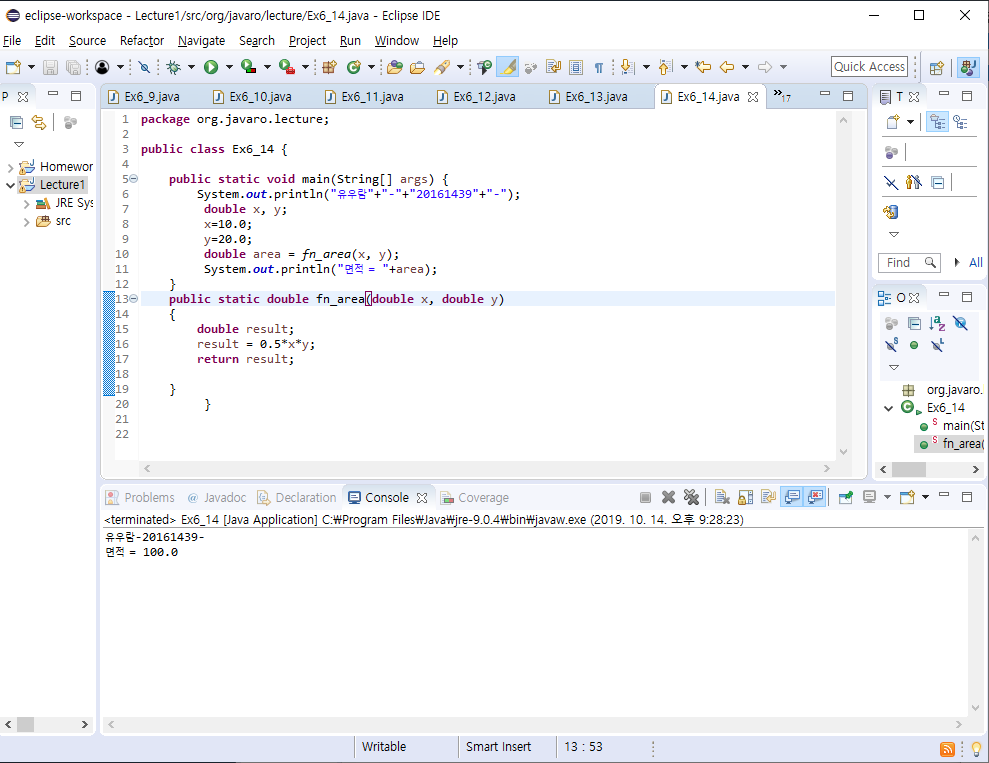 eclipse-workspace - Lecture1/src/org/javaro/lecture/Ex6_14.java - Eclipse IDE
File Edit Source Refactor Navigate Search Project Run Window Help
Quick Access
P Ex6_9.java Ex6_10.java Ex6_11.java Ex6_12.java Ex6_13.java Ex6_14.java »17 T
Homewor
Lecture1
JRE Sys
src
1 package org.javaro.lecture;
2
3 public class Ex6_14 {
4
5 public static void main(String[] args) {
6 System.out.println("유우람"+"-"+"20161439"+"-");
7 double x, y;
8 x=10.0;
9 y=20.0;
10 double area = fn_area(x, y);
11 System.out.println("면적 = "+area);
12 }
13 public static double fn_area(double x, double y)
14 {
15 double result;
16 result = 0.5*x*y;
17 return result;
18
19 }
20 }
21
22
Find All
O
org.javaro.
Ex6_14
main(St
fn_area(
Problems Javadoc Declaration Console Coverage
<terminated> Ex6_14 [Java Application] C:₩Program Files₩Java₩jre-9.0.4₩bin₩javaw.exe (2019. 10. 14. 오후 9:28:23)
유우람-20161439-
면적 = 100.0
Writable Smart Insert 13 : 53